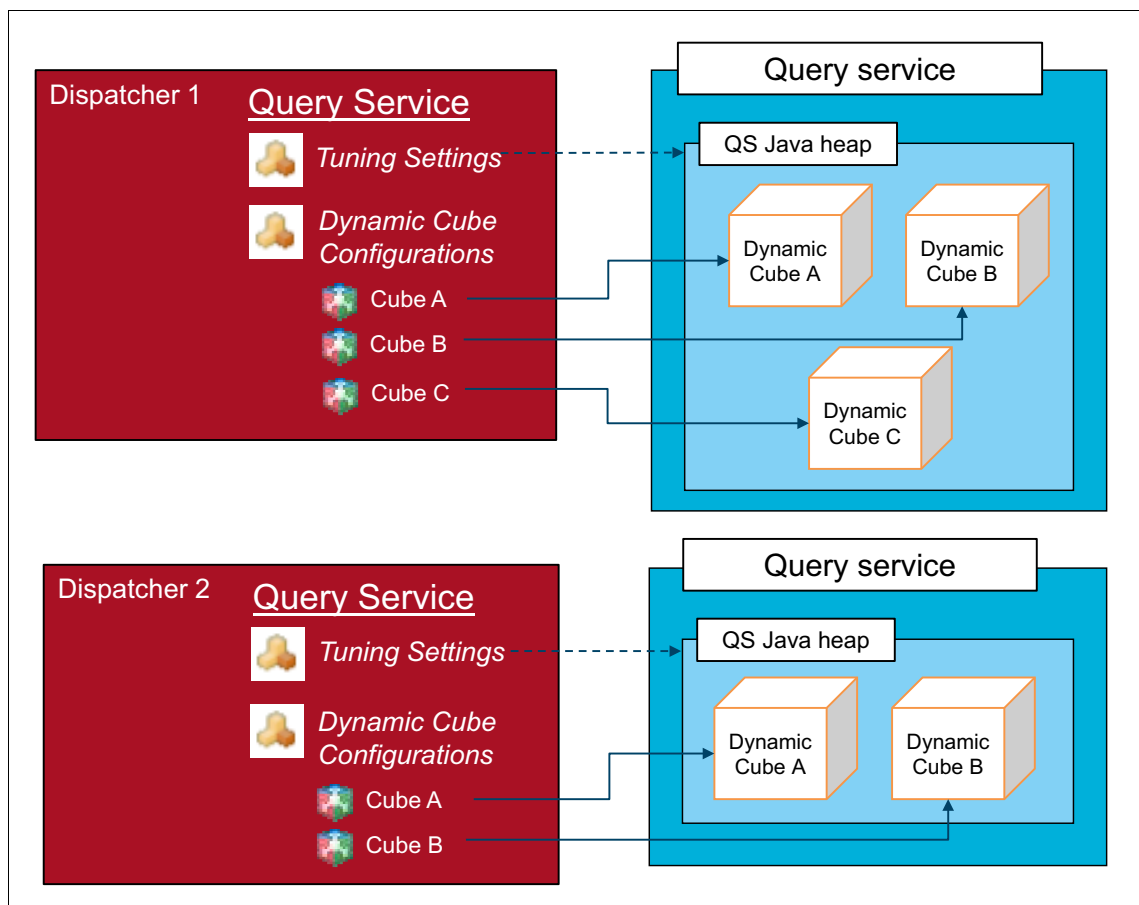 Dispatcher 1
Query Service
Tuning Settings
Dynamic Cube
Configurations
Cube A
Cube B
Cube C
Query service
QS Java heap
Dynamic
Cube A
Dynamic
Cube B
Dynamic
Cube C
Dispatcher 2
Query Service
Tuning Settings
Dynamic Cube
Configurations
Cube A
Cube B
Query service
QS Java heap
Dynamic
Cube A
Dynamic
Cube B